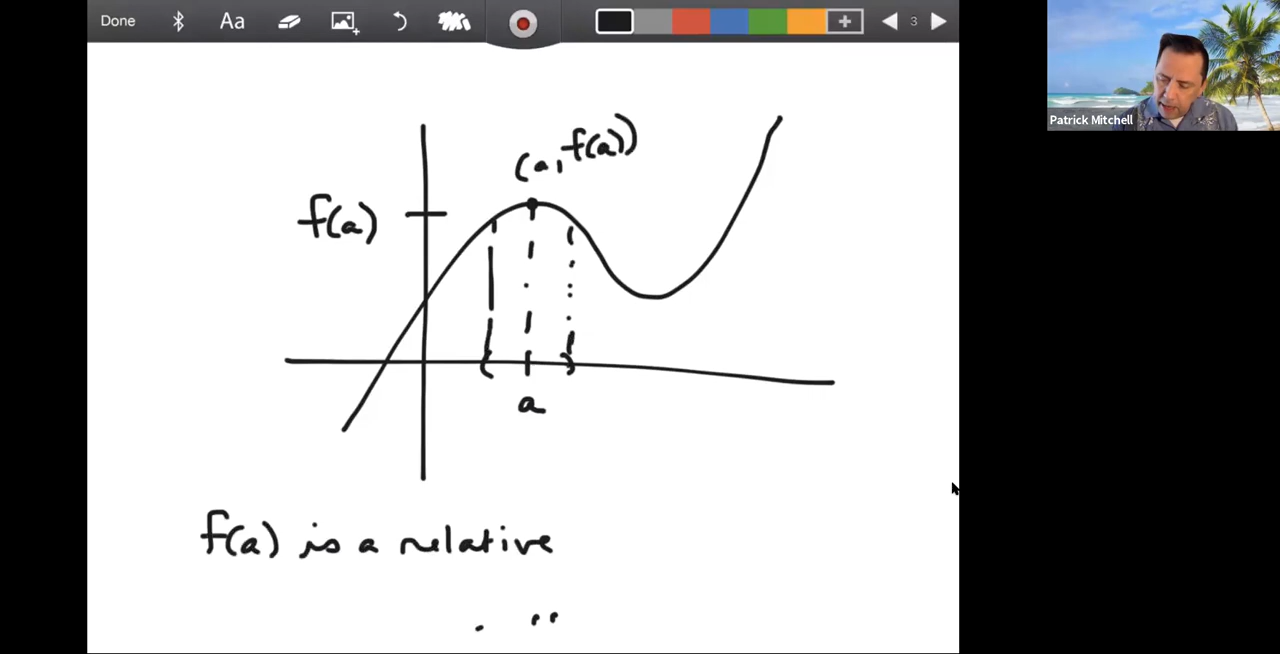 Done Aa 3
Patrick Mitchell
(a, f(a))
f(a)
a
f(a) is a relative